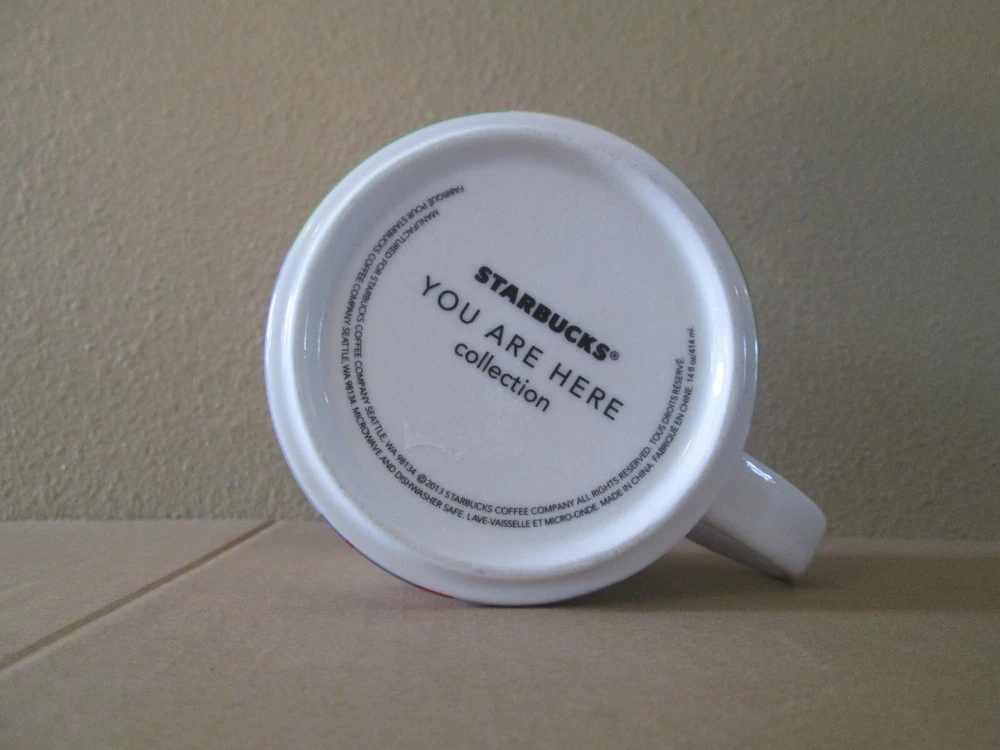 STARBUCKS®
YOU ARE HERE
collection
MANUFACTURED FOR STARBUCKS COFFEE COMPANY SEATTLE, WA 98134 ©2013 STARBUCKS COFFEE COMPANY ALL RIGHTS RESERVED. TOUS DROITS RÉSERVÉ.
FABRIQUÉ POUR STARBUCKS COFFEE COMPANY SEATTLE, WA 98134. MICROWAVE AND DISHWASHER SAFE. LAVE-VAISSELLE ET MICRO-ONDE. MADE IN CHINA. FABRIQUÉ EN CHINE. 14 fl oz/414 ml.